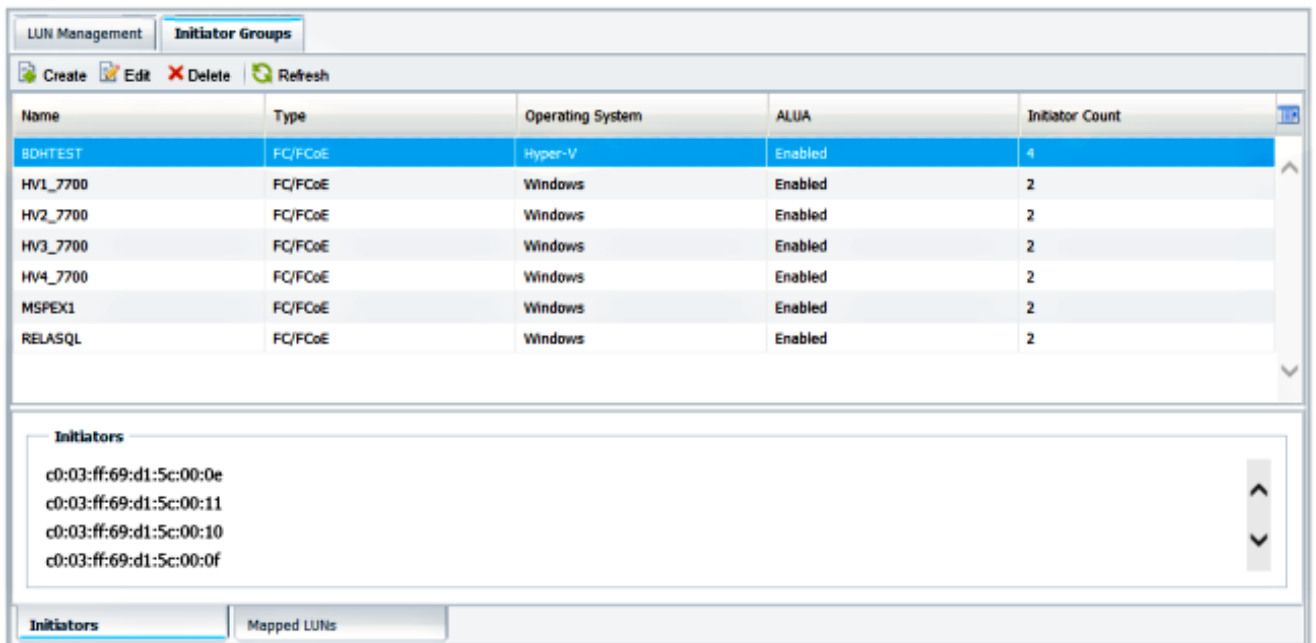 LUN Management Initiator Groups
Create Edit Delete Refresh
Name Type Operating System ALUA Initiator Count
BDHTEST FC/FCoE Hyper-V Enabled 4
HV1_7700 FC/FCoE Windows Enabled 2
HV2_7700 FC/FCoE Windows Enabled 2
HV3_7700 FC/FCoE Windows Enabled 2
HV4_7700 FC/FCoE Windows Enabled 2
MSPEX1 FC/FCoE Windows Enabled 2
RELASQL FC/FCoE Windows Enabled 2
Initiators
c0:03:ff:69:d1:5c:00:0e
c0:03:ff:69:d1:5c:00:11
c0:03:ff:69:d1:5c:00:10
c0:03:ff:69:d1:5c:00:0f
Initiators Mapped LUNs